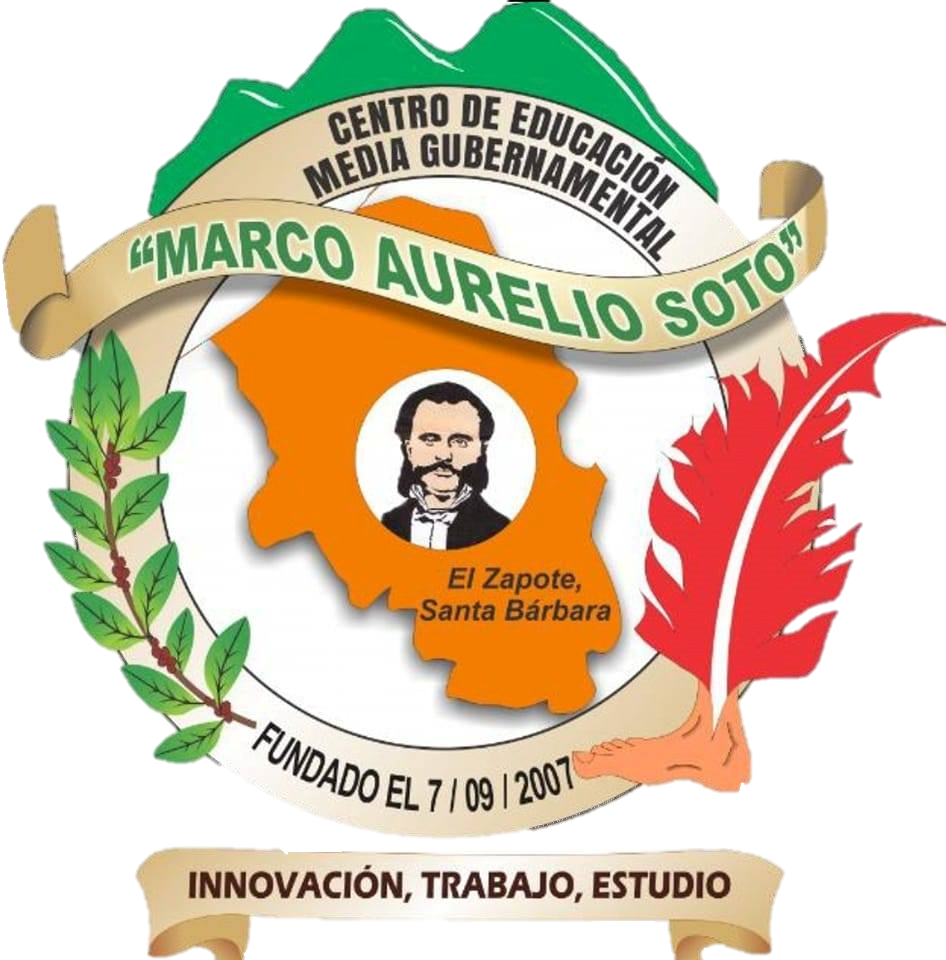 CENTRO DE EDUCACIÓN
MEDIA GUBERNAMENTAL
“MARCO AURELIO SOTO”
El Zapote,
Santa Bárbara
FUNDADO EL 7 / 09 / 2007
INNOVACIÓN, TRABAJO, ESTUDIO